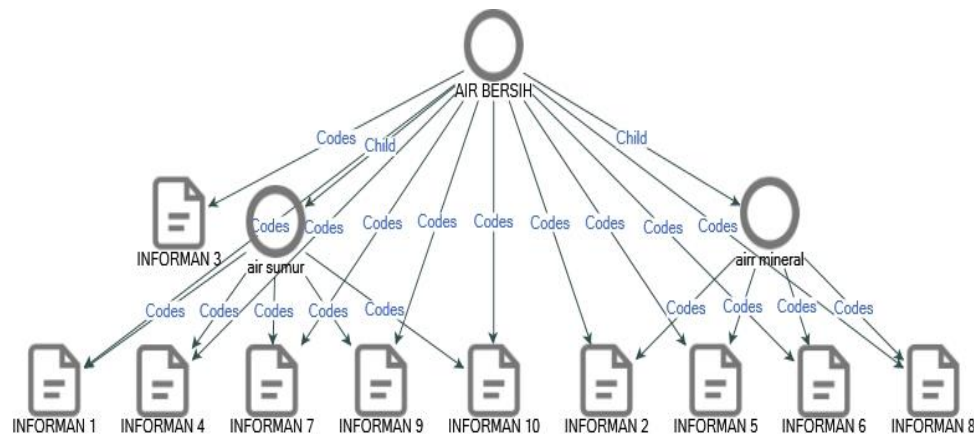 AIR BERSIH
Codes
Child
Child
INFORMAN 3
Codes
Codes
Codes
Codes
Codes
Codes
Codes
Codes
Codes
air sumur
airr mineral
Codes
Codes
Codes
Codes
Codes
Codes
Codes
Codes
Codes
INFORMAN 1
INFORMAN 4
INFORMAN 7
INFORMAN 9
INFORMAN 10
INFORMAN 2
INFORMAN 5
INFORMAN 6
INFORMAN 8